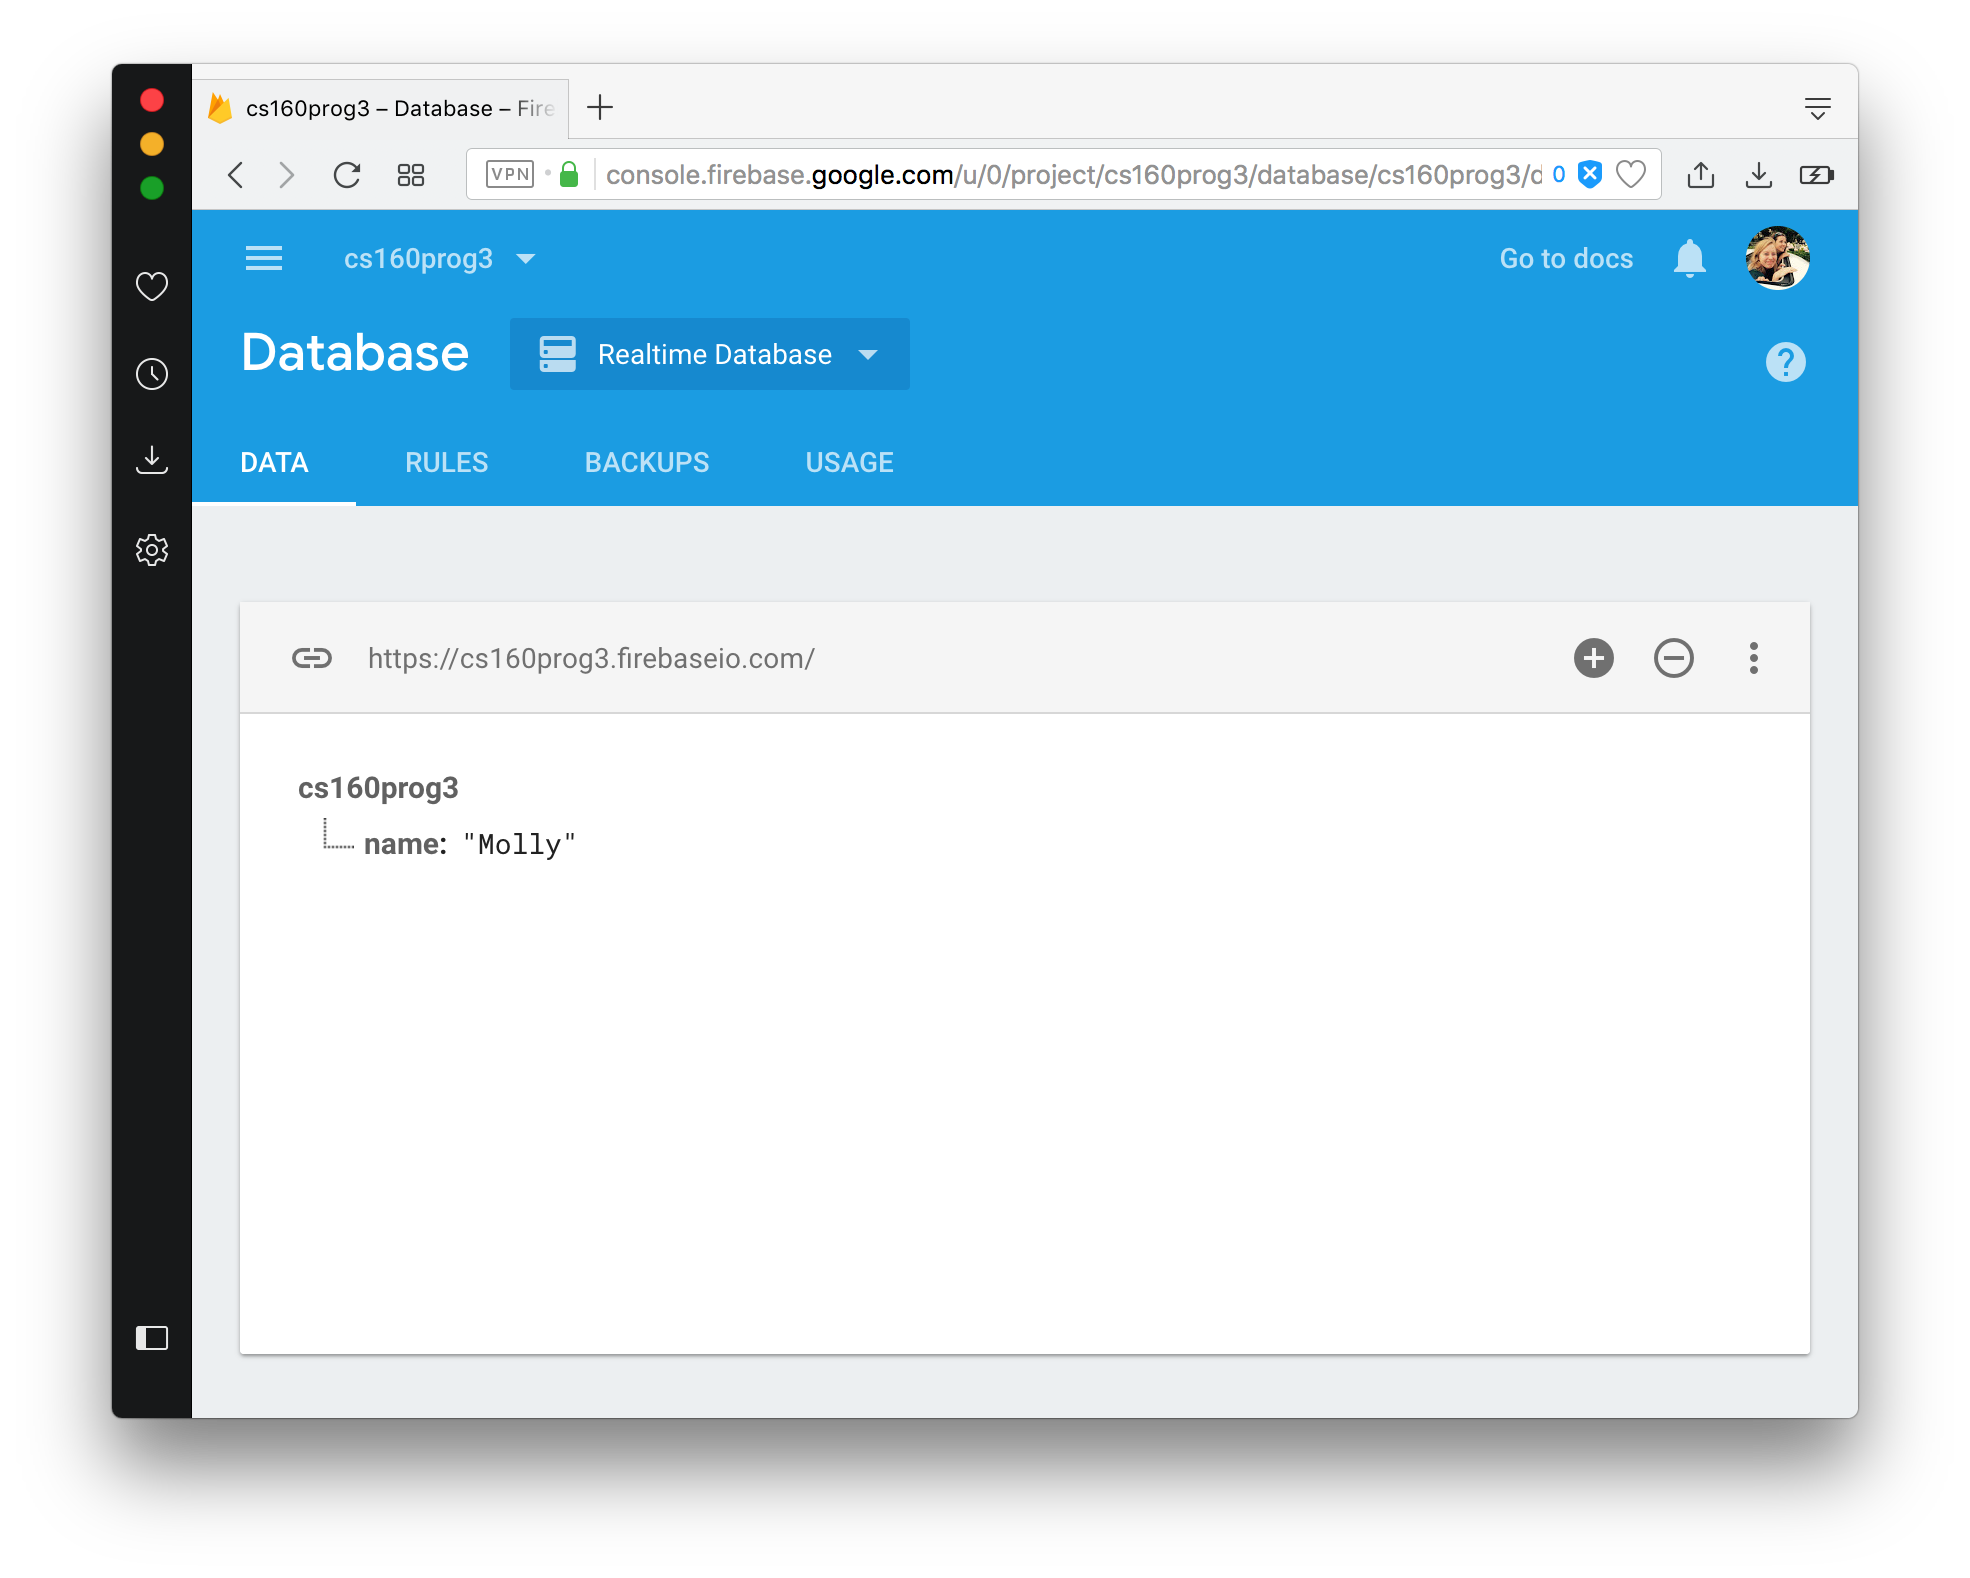 cs160prog3 – Database – Fire
VPN console.firebase.google.com/u/0/project/cs160prog3/database/cs160prog3/d 0
cs160prog3 Go to docs
Database Realtime Database ?
DATA RULES BACKUPS USAGE
https://cs160prog3.firebaseio.com/
cs160prog3
name: "Molly"